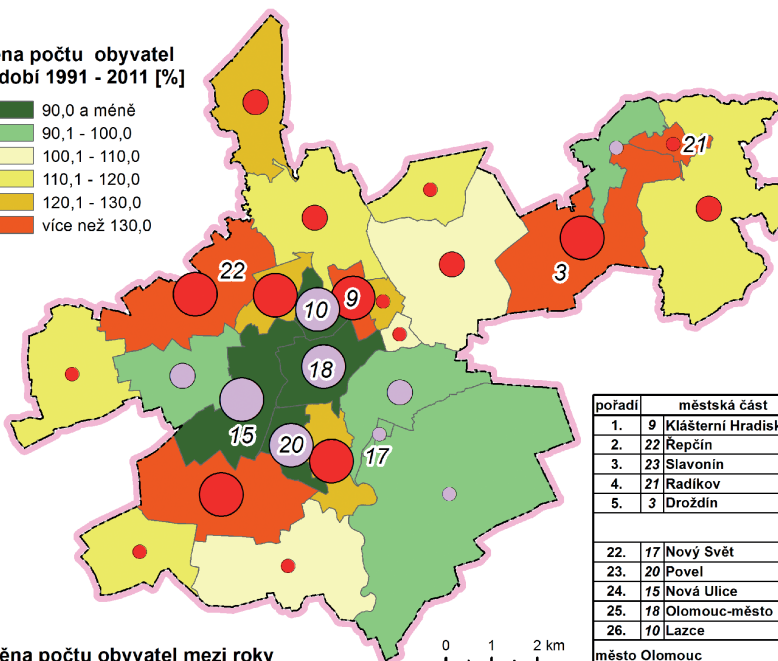 na počtu obyvatel
dobí 1991 - 2011 [%]
90,0 a méně
90,1 - 100,0
100,1 - 110,0
110,1 - 120,0
120,1 - 130,0
více než 130,0
21
3
22
9
10
18
15
20
17
pořadí městská část
1. 9 Klášterní Hradisk
2. 22 Řepčín
3. 23 Slavonín
4. 21 Radíkov
5. 3 Droždín
22. 17 Nový Svět
23. 20 Povel
24. 15 Nová Ulice
25. 18 Olomouc-město
26. 10 Lazce
město Olomouc
0 1 2 km
ěna počtu obyvatel mezi roky